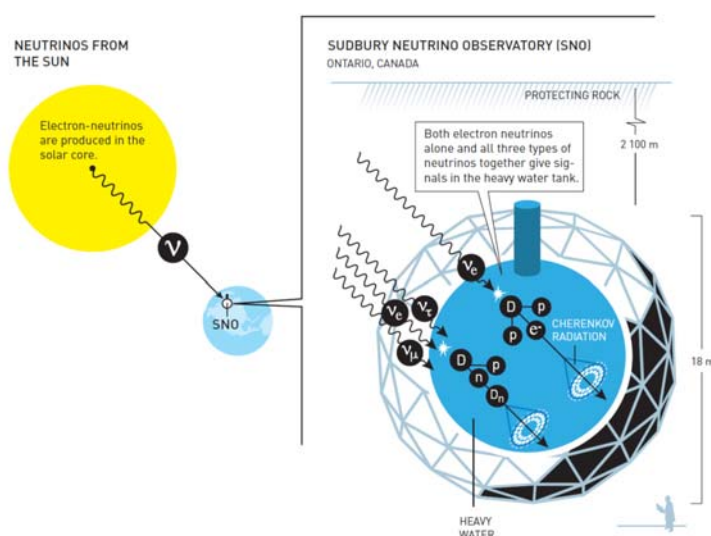 NEUTRINOS FROM
THE SUN
Electron-neutrinos
are produced in the
solar core.
ν
SNO
SUDBURY NEUTRINO OBSERVATORY (SNO)
ONTARIO, CANADA
PROTECTING ROCK
2 100 m
Both electron neutrinos
alone and all three types of
neutrinos together give sig-
nals in the heavy water tank.
νe
D p
p e-
CHERENKOV
RADIATION
νe ντ
νμ
D p
n
Dn
18 m
HEAVY
WATER